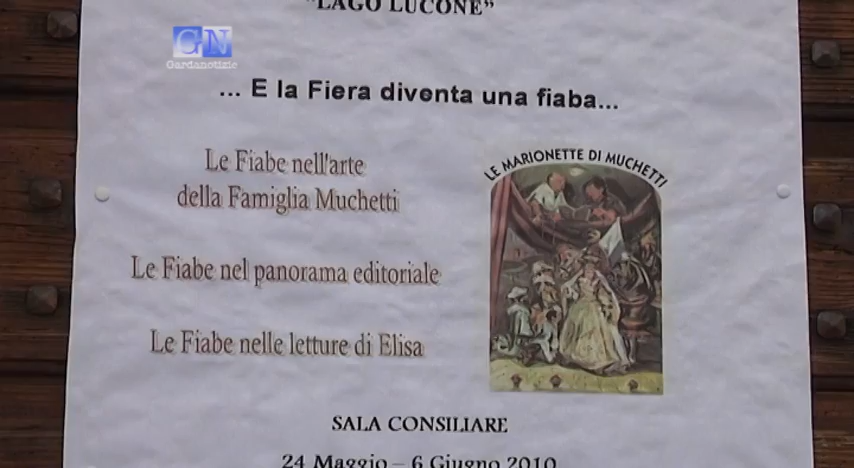 "LAGO LUCONE"
GN
Gardanotizie
... E la Fiera diventa una fiaba...
Le Fiabe nell'arte
della Famiglia Muchetti
Le Fiabe nel panorama editoriale
Le Fiabe nelle letture di Elisa
LE MARIONETTE DI MUCHETTI
SALA CONSILIARE
24 Maggio – 6 Giugno 2010